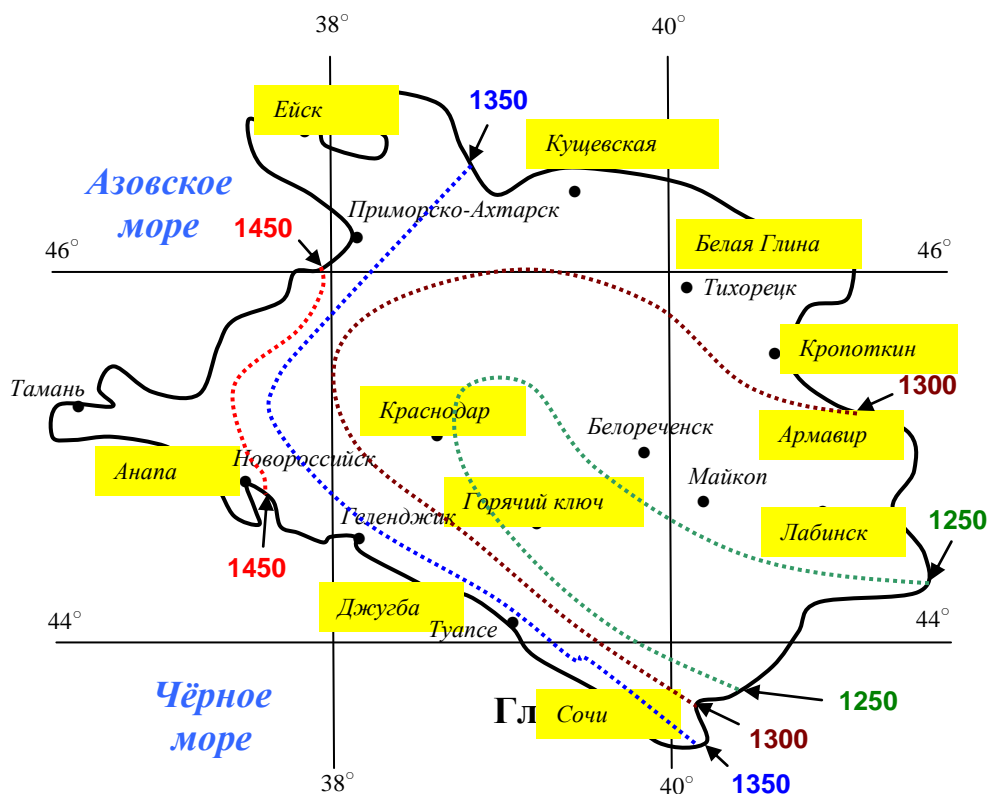 38° 40°
1350
Ейск
Кущевская
Азовское
море
Приморско-Ахтарск
1450
Белая Глина
46° 46°
Тихорецк
Кропоткин
1300
Тамань
Краснодар
Белореченск
Армавир
Анапа
Новороссийск
Майкоп
Горячий ключ
Геленджик
Лабинск
1250
1450
Джугба
Туапсе
44° 44°
Чёрное
море
1250
Гл
Сочи
1300
38° 40°
1350